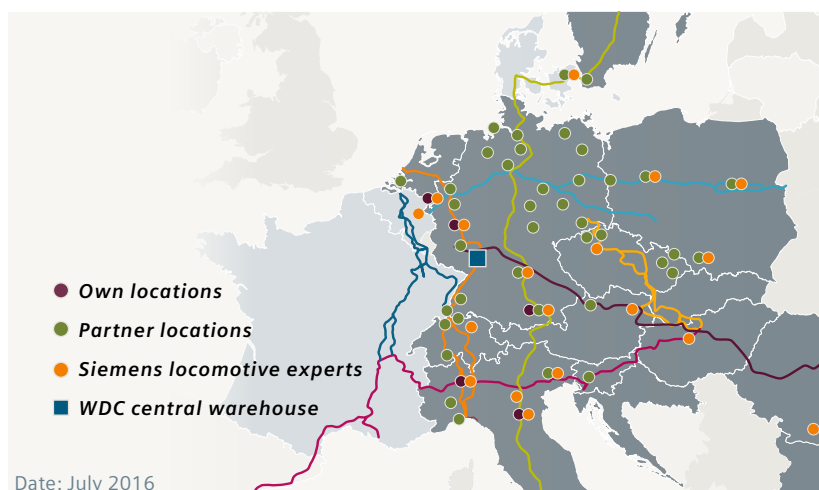 Own locations
Partner locations
Siemens locomotive experts
WDC central warehouse
Date: July 2016